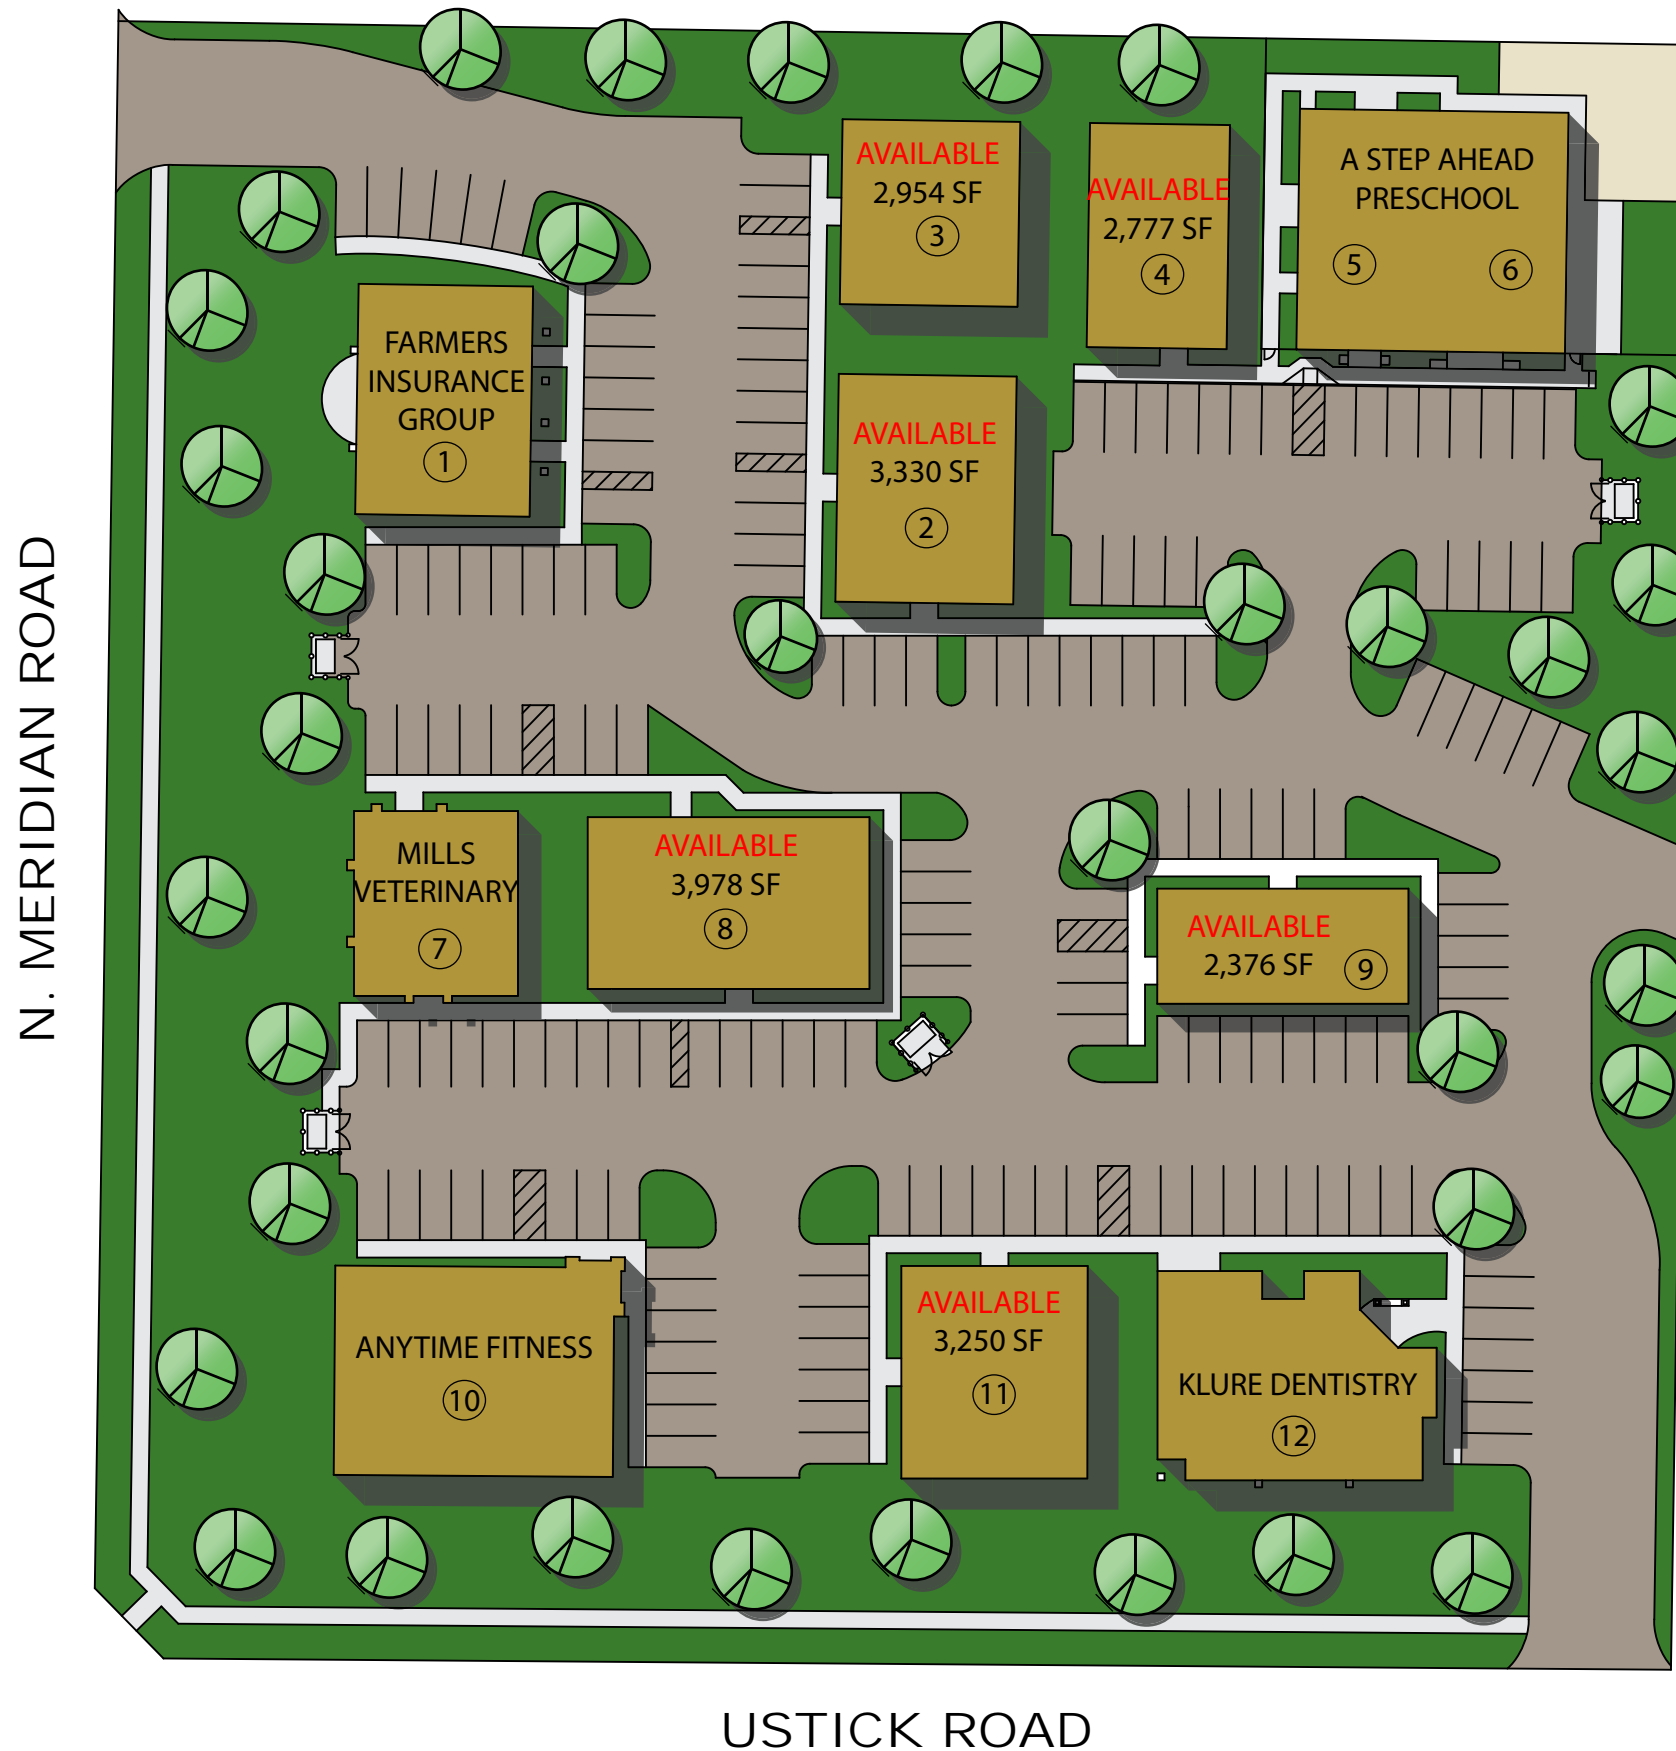 AVAILABLE
2,954 SF
3
AVAILABLE
2,777 SF
4
A STEP AHEAD
PRESCHOOL
5
6
FARMERS
INSURANCE
GROUP
1
AVAILABLE
3,330 SF
2
N. MERIDIAN ROAD
MILLS
VETERINARY
7
AVAILABLE
3,978 SF
8
AVAILABLE
2,376 SF
9
ANYTIME FITNESS
10
AVAILABLE
3,250 SF
11
KLURE DENTISTRY
12
USTICK ROAD